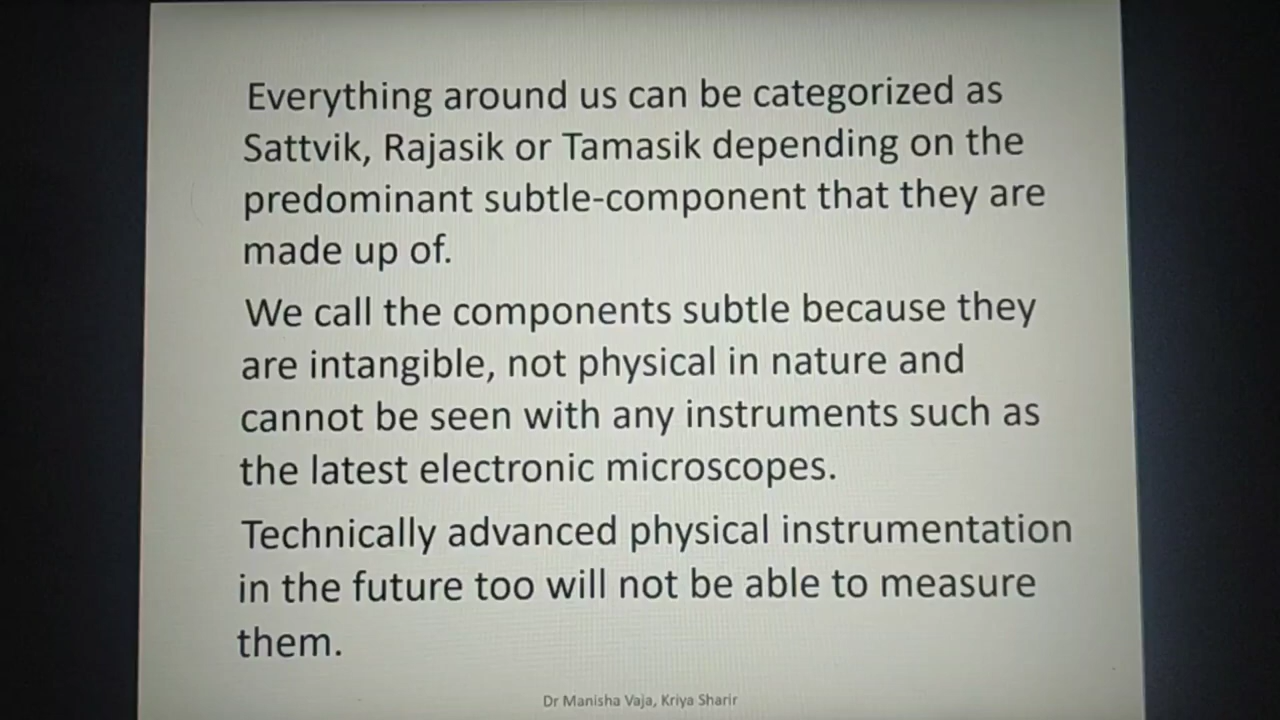 Everything around us can be categorized as
Sattvik, Rajasik or Tamasik depending on the
predominant subtle-component that they are
made up of.
We call the components subtle because they
are intangible, not physical in nature and
cannot be seen with any instruments such as
the latest electronic microscopes.
Technically advanced physical instrumentation
in the future too will not be able to measure
them.
Dr Manisha Vaja, Kriya Sharir